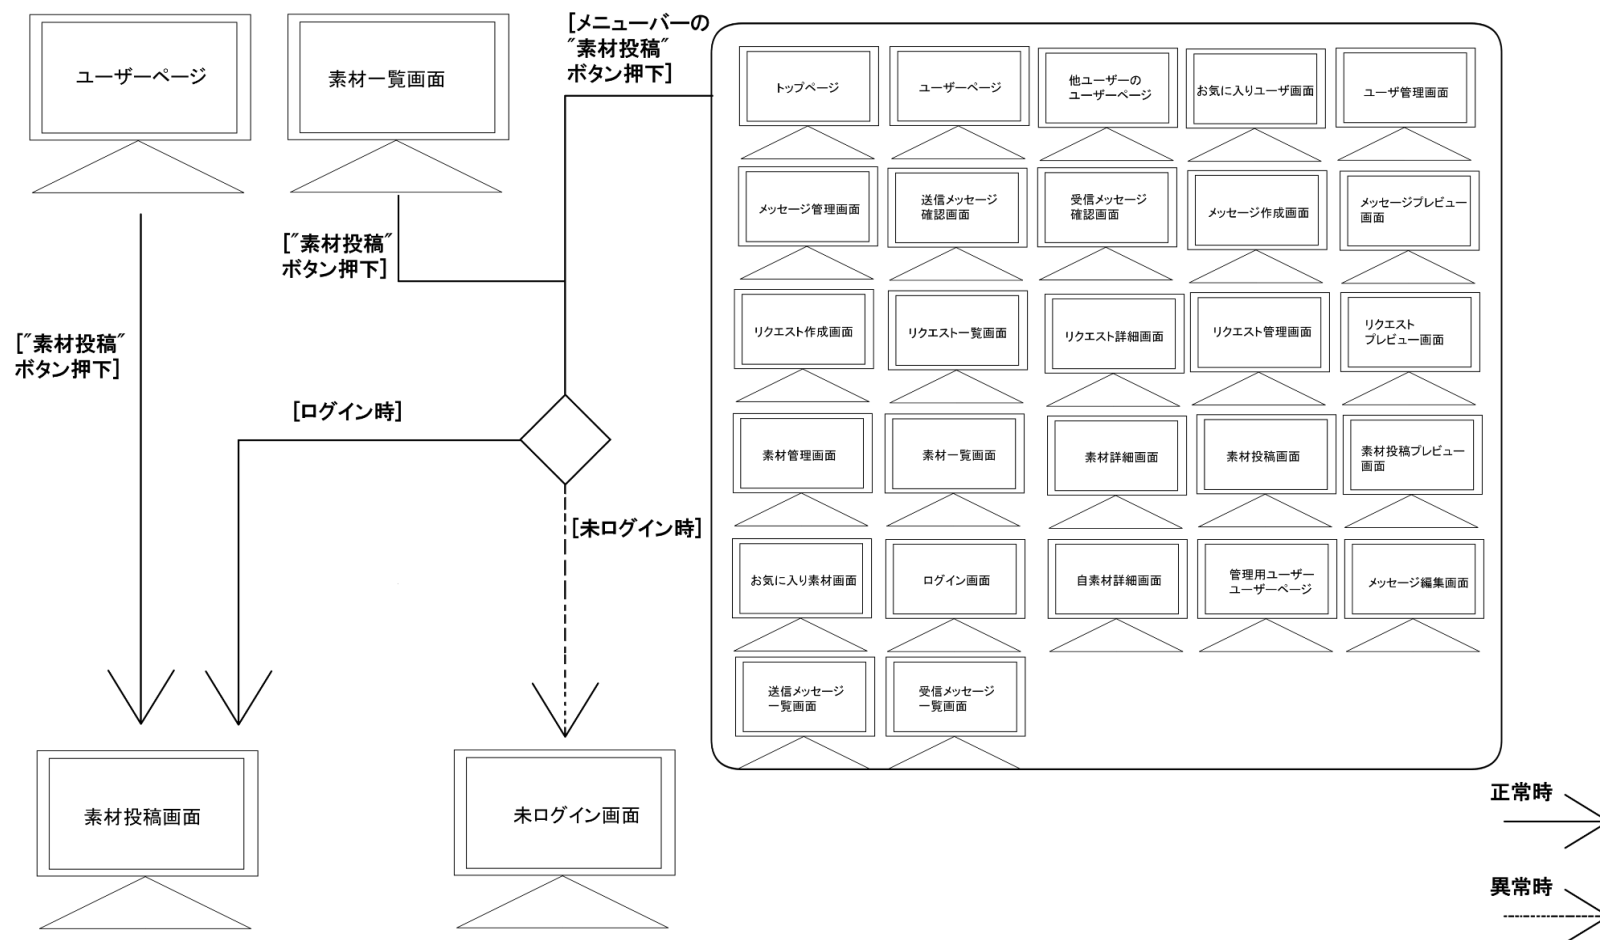 ユーザーページ
素材一覧画面
[メニューバーの
"素材投稿"
ボタン押下]
["素材投稿"
ボタン押下]
["素材投稿"
ボタン押下]
[ログイン時]
[未ログイン時]
素材投稿画面
未ログイン画面
トップページ
ユーザーページ
他ユーザーの
ユーザーページ
お気に入りユーザ画面
ユーザ管理画面
メッセージ管理画面
送信メッセージ
確認画面
受信メッセージ
確認画面
メッセージ作成画面
メッセージプレビュー
画面
リクエスト作成画面
リクエスト一覧画面
リクエスト詳細画面
リクエスト管理画面
リクエスト
プレビュー画面
素材管理画面
素材一覧画面
素材詳細画面
素材投稿画面
素材投稿プレビュー
画面
お気に入り素材画面
ログイン画面
自素材詳細画面
管理用ユーザー
ユーザーページ
メッセージ編集画面
送信メッセージ
一覧画面
受信メッセージ
一覧画面
正常時
異常時